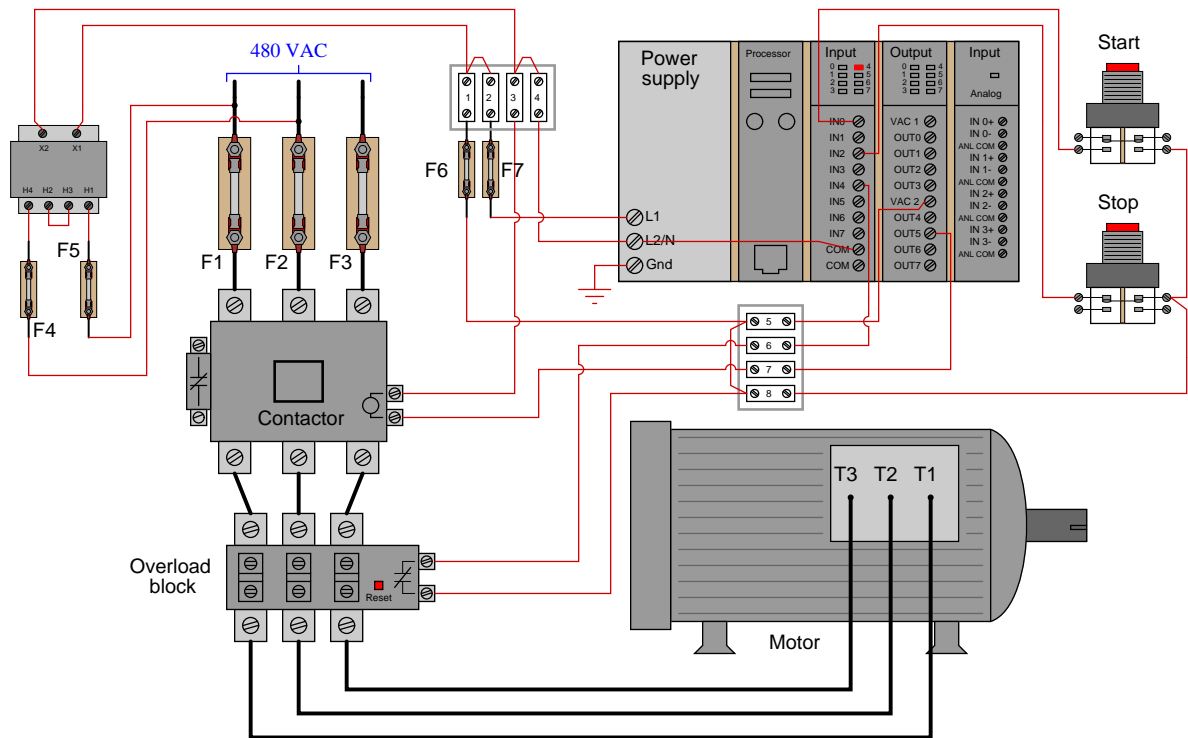 480 VAC
X2 X1
H4 H2 H3 H1
F5
F4
F1 F2 F3
Contactor
Overload
block
Reset
1 2 3 4
F6 F7
Power
supply
L1
L2/N
Gnd
Processor
Input
0 4
1 5
2 6
3 7
IN0
IN1
IN2
IN3
IN4
IN5
IN6
IN7
COM
COM
Output
0 4
1 5
2 6
3 7
VAC 1
OUT0
OUT1
OUT2
OUT3
VAC 2
OUT4
OUT5
OUT6
OUT7
Input
Analog
IN 0+
IN 0-
ANL COM
IN 1+
IN 1-
ANL COM
IN 2+
IN 2-
ANL COM
IN 3+
IN 3-
ANL COM
Start
Stop
5
6
7
8
T3 T2 T1
Motor